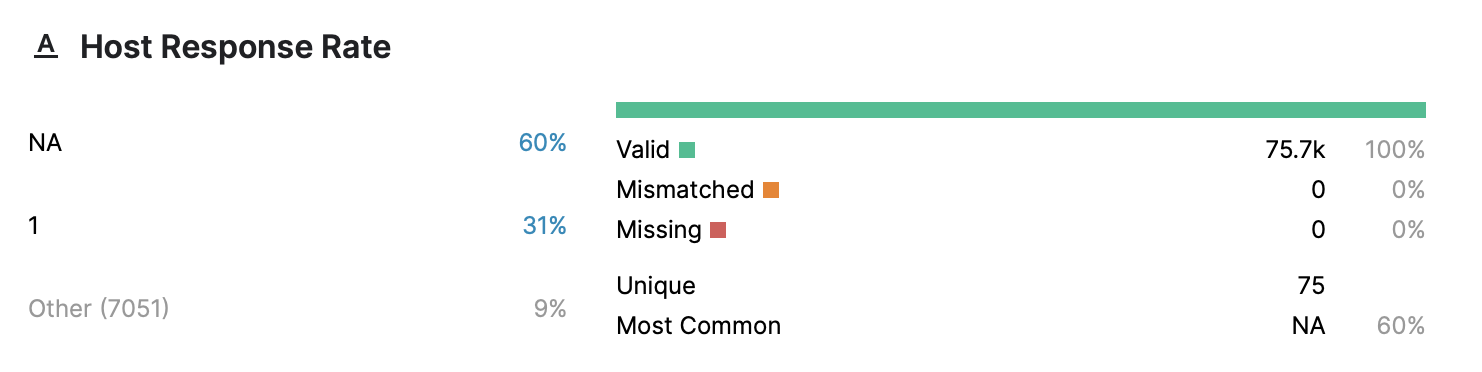 A Host Response Rate
NA 60%
1 31%
Other (7051) 9%
Valid 75.7k 100%
Mismatched 0 0%
Missing 0 0%
Unique 75
Most Common NA 60%